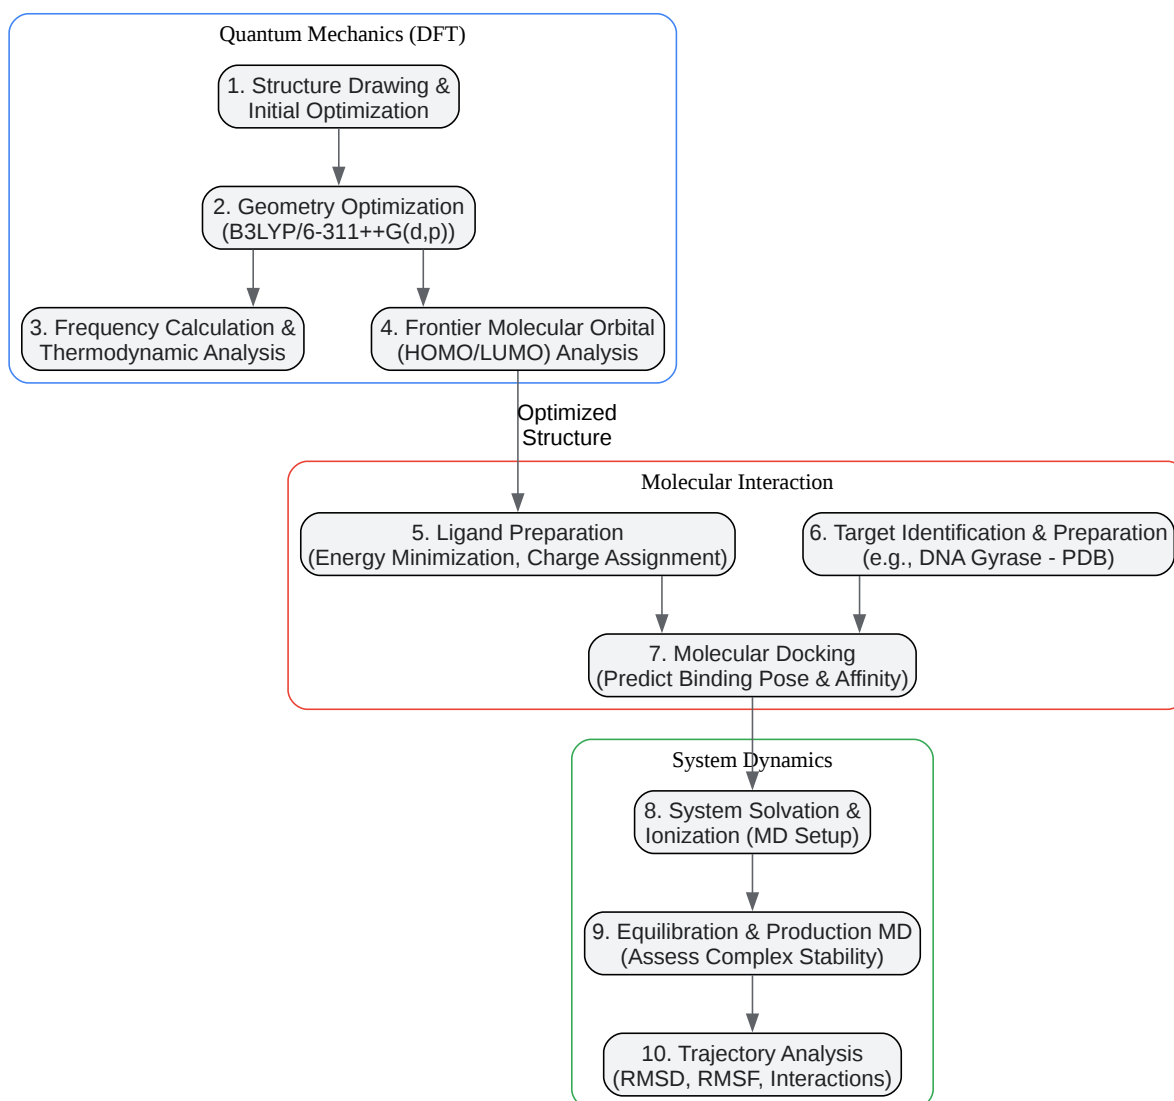 Quantum Mechanics (DFT)
1. Structure Drawing &
Initial Optimization
2. Geometry Optimization
(B3LYP/6-311++G(d,p))
3. Frequency Calculation &
Thermodynamic Analysis
4. Frontier Molecular Orbital
(HOMO/LUMO) Analysis
Optimized
Structure
Molecular Interaction
5. Ligand Preparation
(Energy Minimization, Charge Assignment)
6. Target Identification & Preparation
(e.g., DNA Gyrase - PDB)
7. Molecular Docking
(Predict Binding Pose & Affinity)
System Dynamics
8. System Solvation &
Ionization (MD Setup)
9. Equilibration & Production MD
(Assess Complex Stability)
10. Trajectory Analysis
(RMSD, RMSF, Interactions)